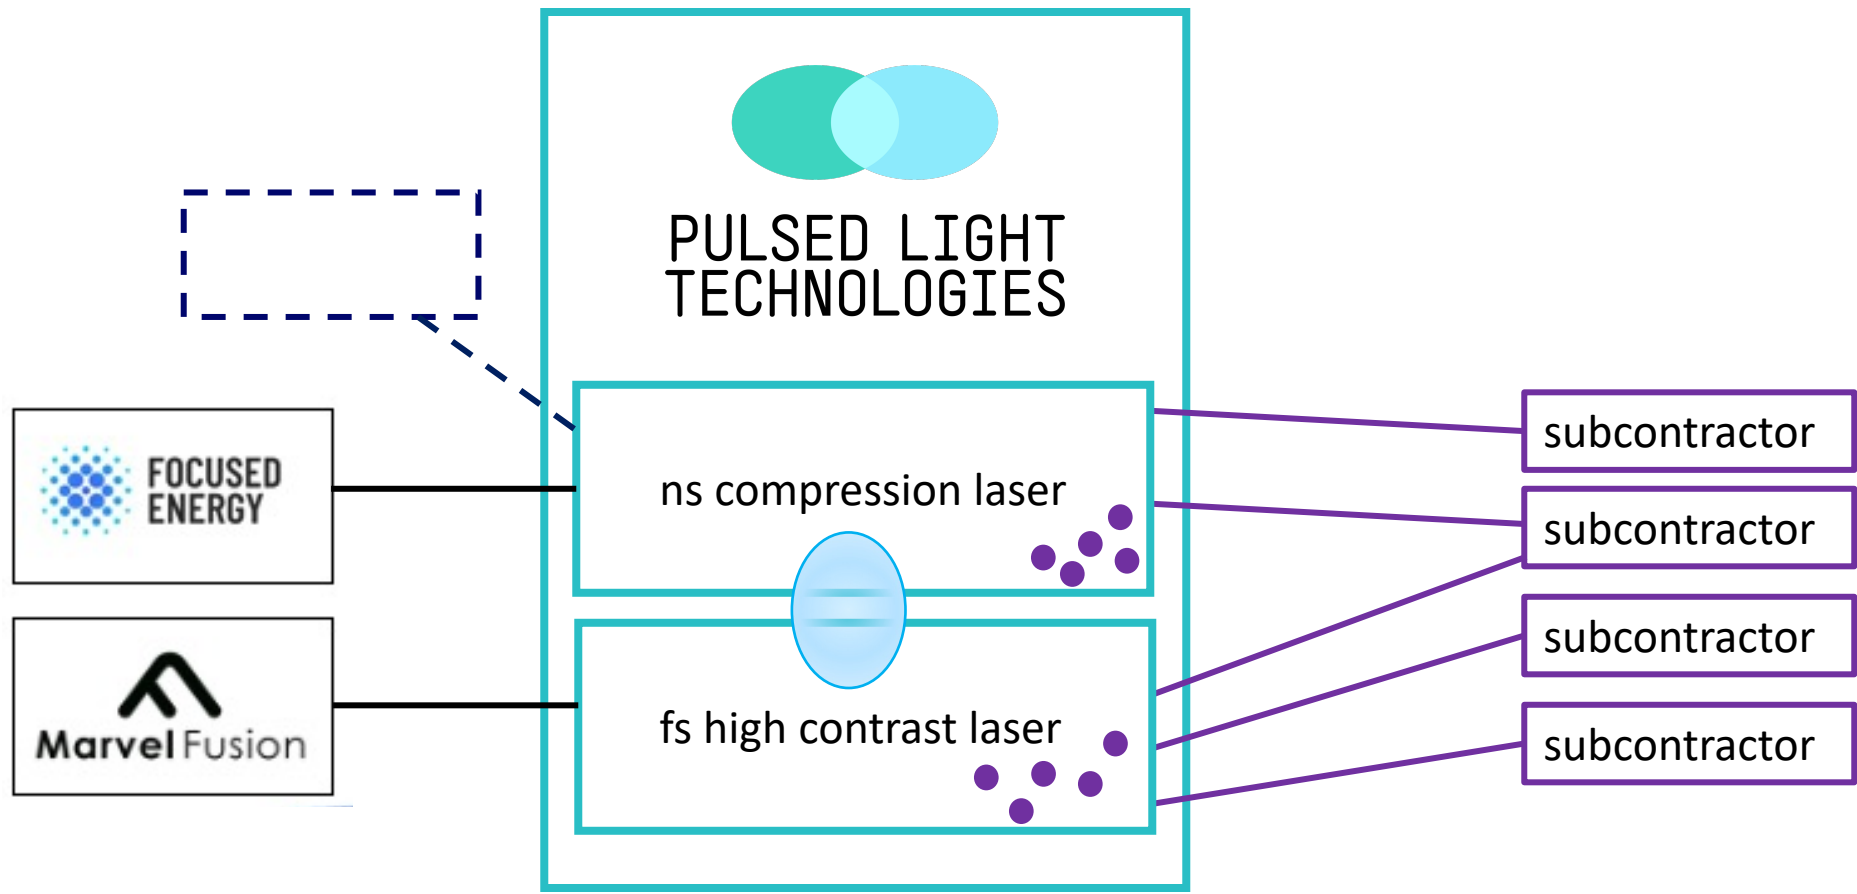 PULSED LIGHT
TECHNOLOGIES
FOCUSED
ENERGY
Marvel Fusion
ns compression laser
fs high contrast laser
subcontractor
subcontractor
subcontractor
subcontractor